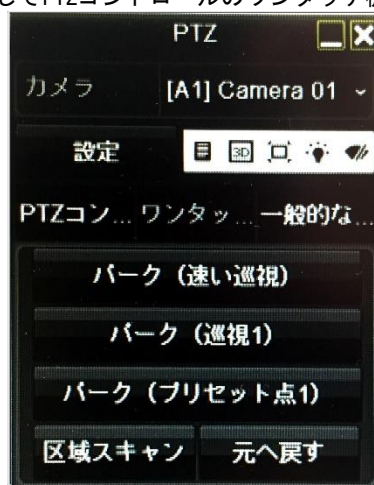 PTZ
カメラ [A1] Camera 01
設定 3D
PTZコン... ワンタッ... 一般的な...
パーク（速い巡視）
パーク（巡視1）
パーク（プリセット点1）
区域スキャン 元へ戻す